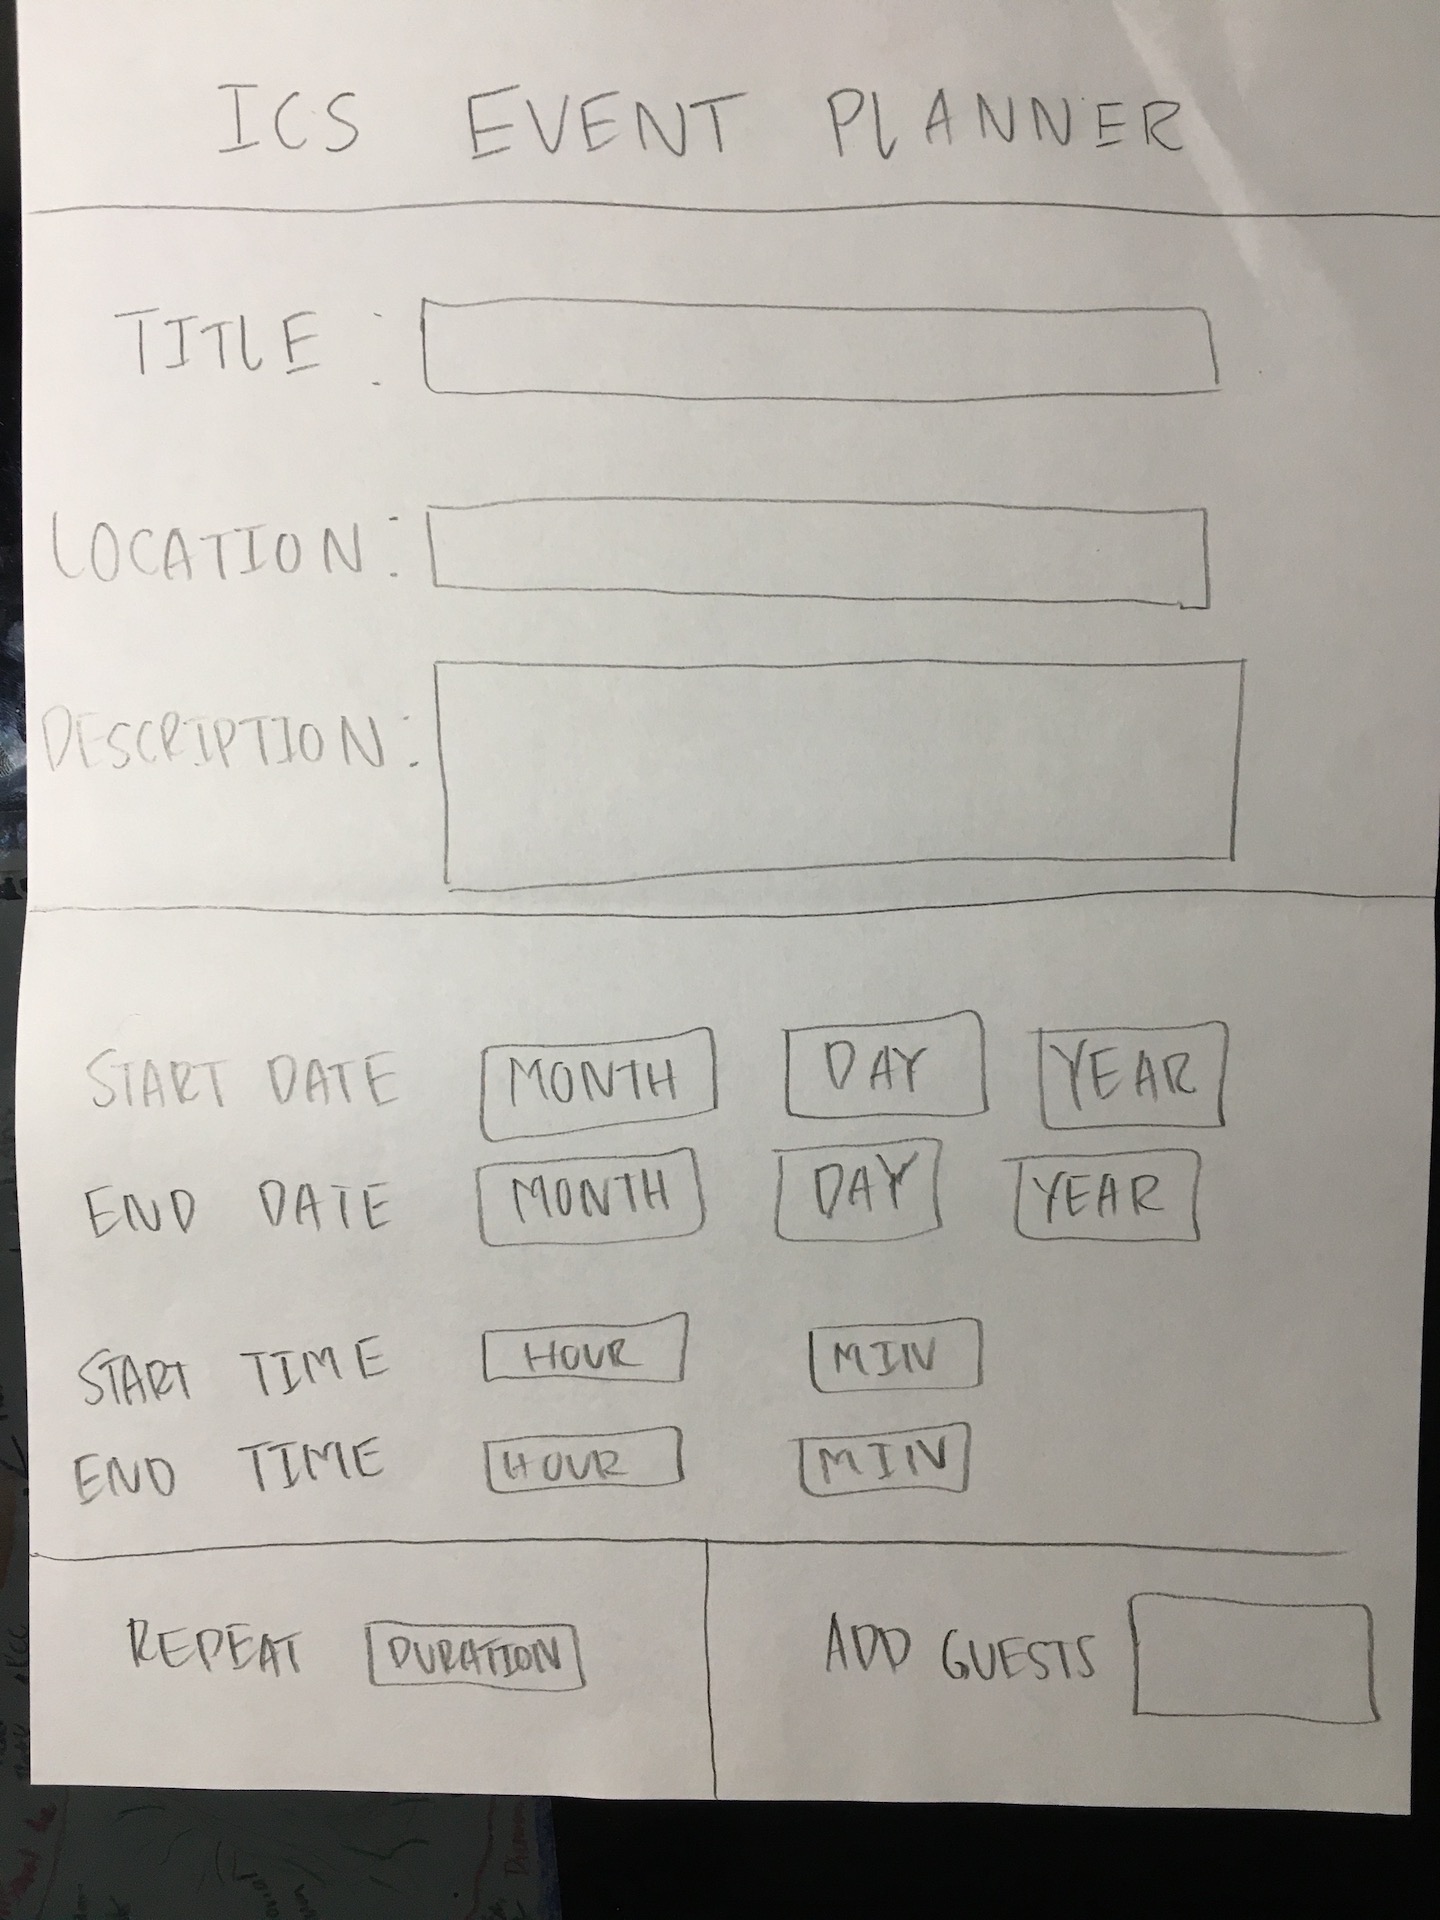 ICS EVENT PLANNER
TITLE :
LOCATION :
DESCRIPTION :
START DATE MONTH DAY YEAR
END DATE MONTH DAY YEAR
START TIME HOUR MIN
END TIME HOUR MIN
REPEAT DURATION
ADD GUESTS